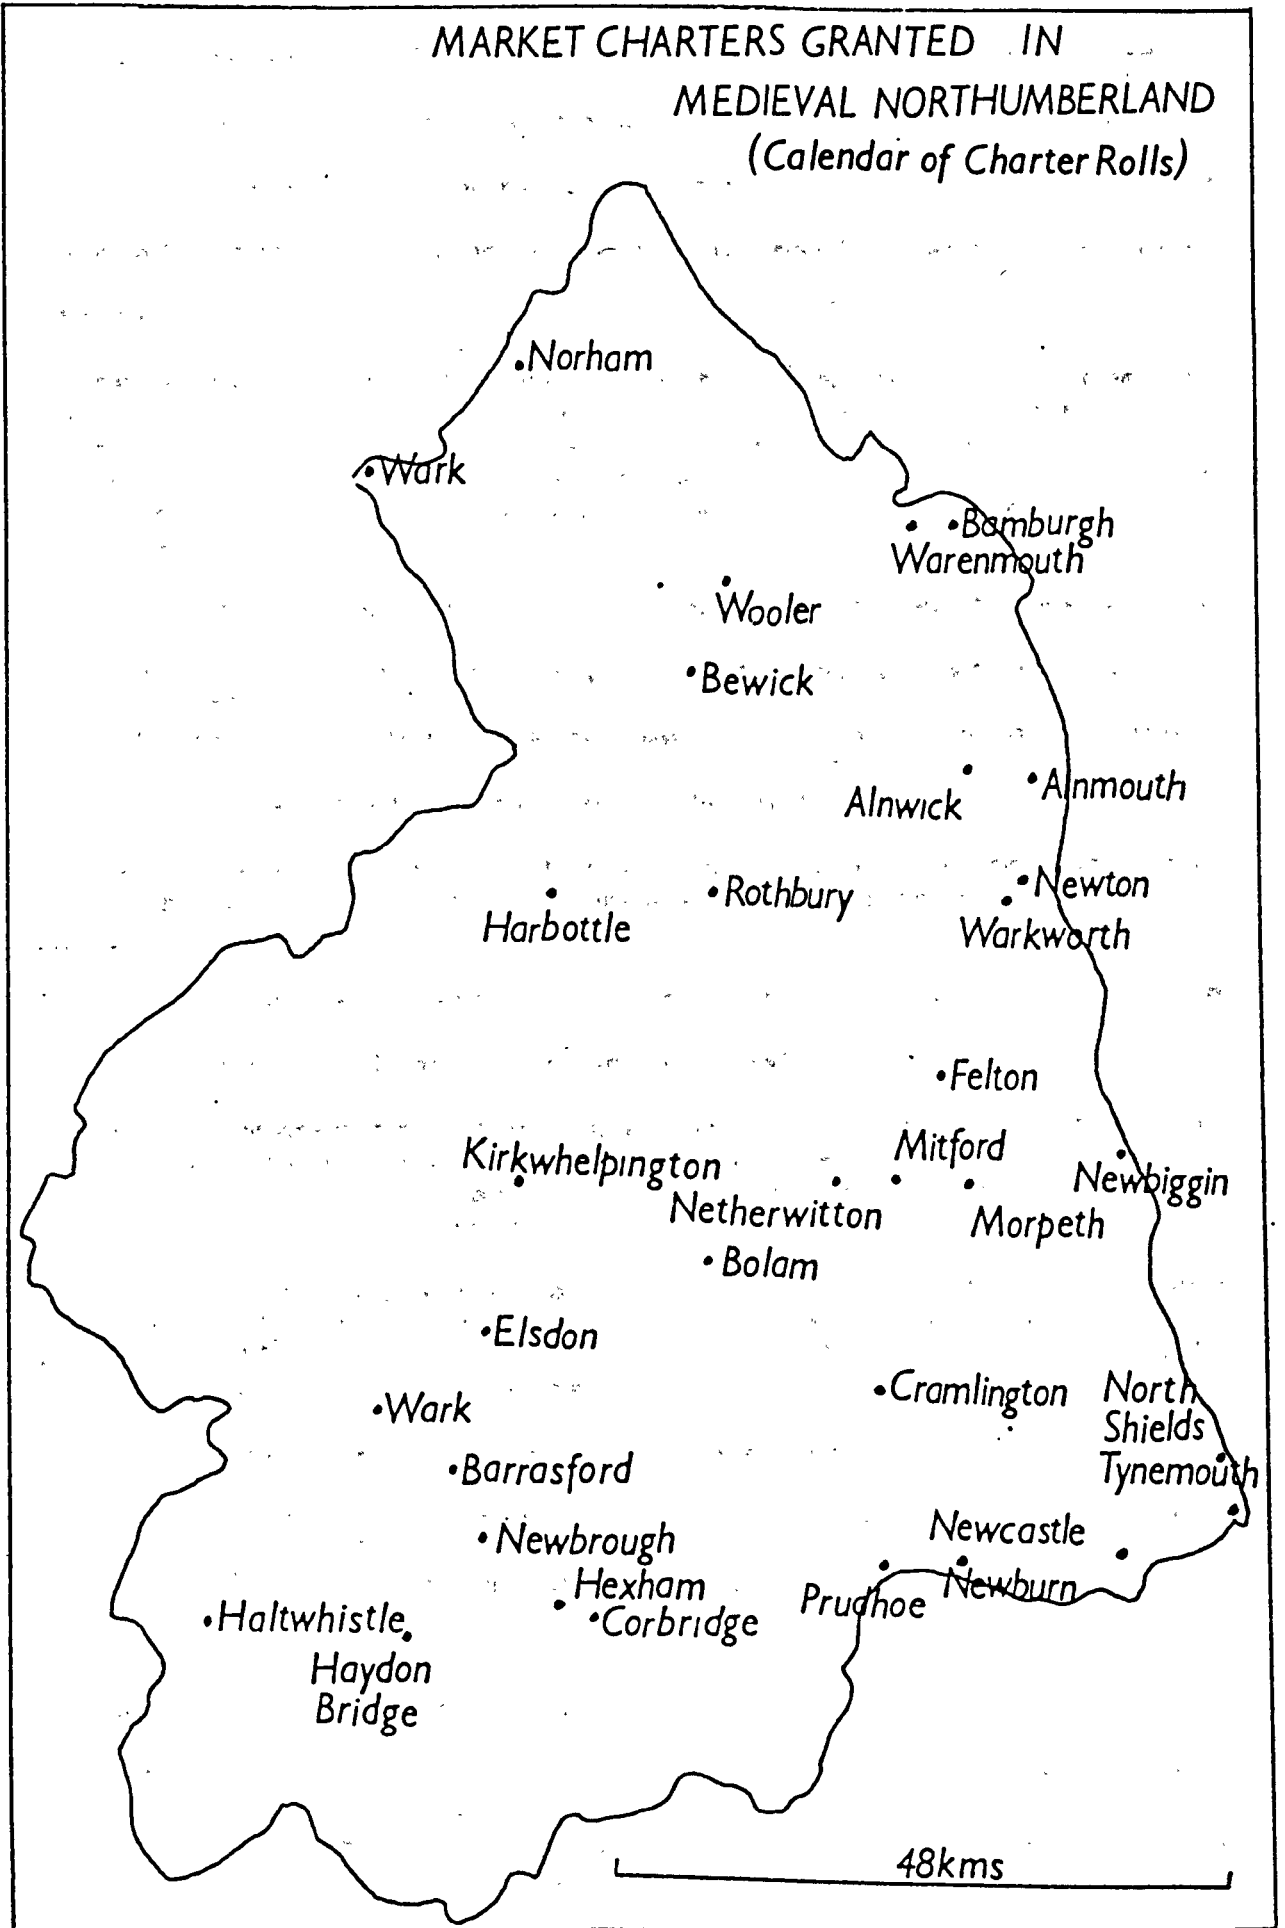 MARKET CHARTERS GRANTED IN
MEDIEVAL NORTHUMBERLAND
(Calendar of Charter Rolls)
Norham
Wark
Bamburgh
Warenmouth
Wooler
Bewick
Alnwick
Alnmouth
Harbottle
Rothbury
Newton
Warkworth
Felton
Kirkwhelpington
Mitford
Newbiggin
Netherwitton
Morpeth
Bolam
Elsdon
Wark
Cramlington
North
Shields
Tynemouth
Barrasford
Newbrough
Newcastle
Hexham
Newburn
Prudhoe
Corbridge
Haltwhistle
Haydon
Bridge
48kms